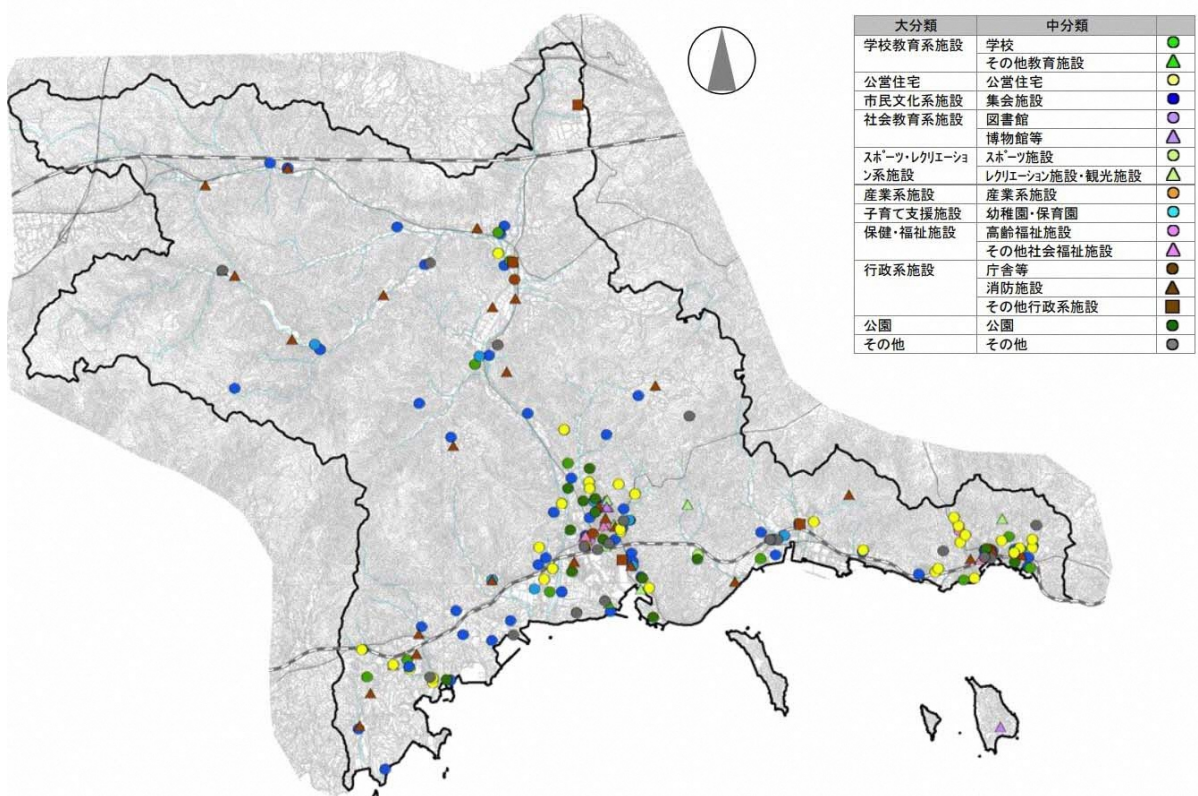 大分類 中分類
学校教育系施設 学校
その他教育施設
公営住宅 公営住宅
市民文化系施設 集会施設
社会教育系施設 図書館
博物館等
スポーツ・レクリエーショ スポーツ施設
ン系施設 レクリエーション施設・観光施設
産業系施設 産業系施設
子育て支援施設 幼稚園・保育園
保健・福祉施設 高齢福祉施設
その他社会福祉施設
行政系施設 庁舎等
消防施設
その他行政系施設
公園 公園
その他 その他